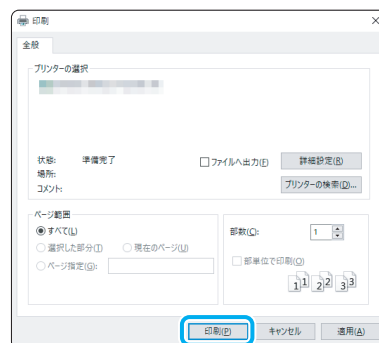 印刷
全般
プリンターの選択
状態: 準備完了
場所:
コメント:
ファイルへ出力(F)
詳細設定(R)
プリンターの検索(D)...
ページ範囲
すべて(L)
選択した部分(T) 現在のページ(U)
ページ指定(G):
部数(C): 1
部単位で印刷(O)
1 1 2 2 3 3
印刷(P) キャンセル 適用(A)